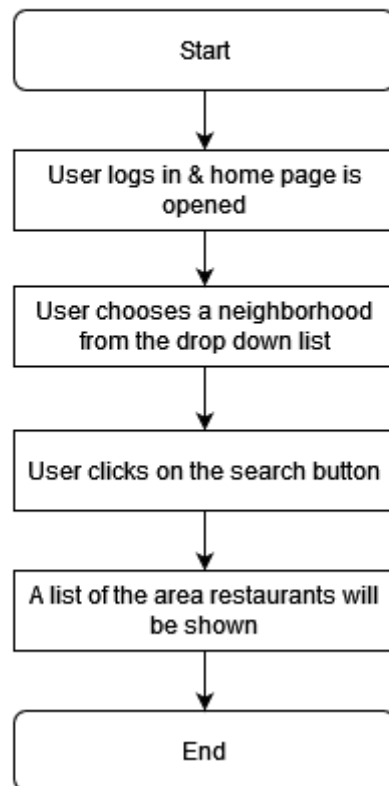 Start
User logs in & home page is
opened
User chooses a neighborhood
from the drop down list
User clicks on the search button
A list of the area restaurants will
be shown
End